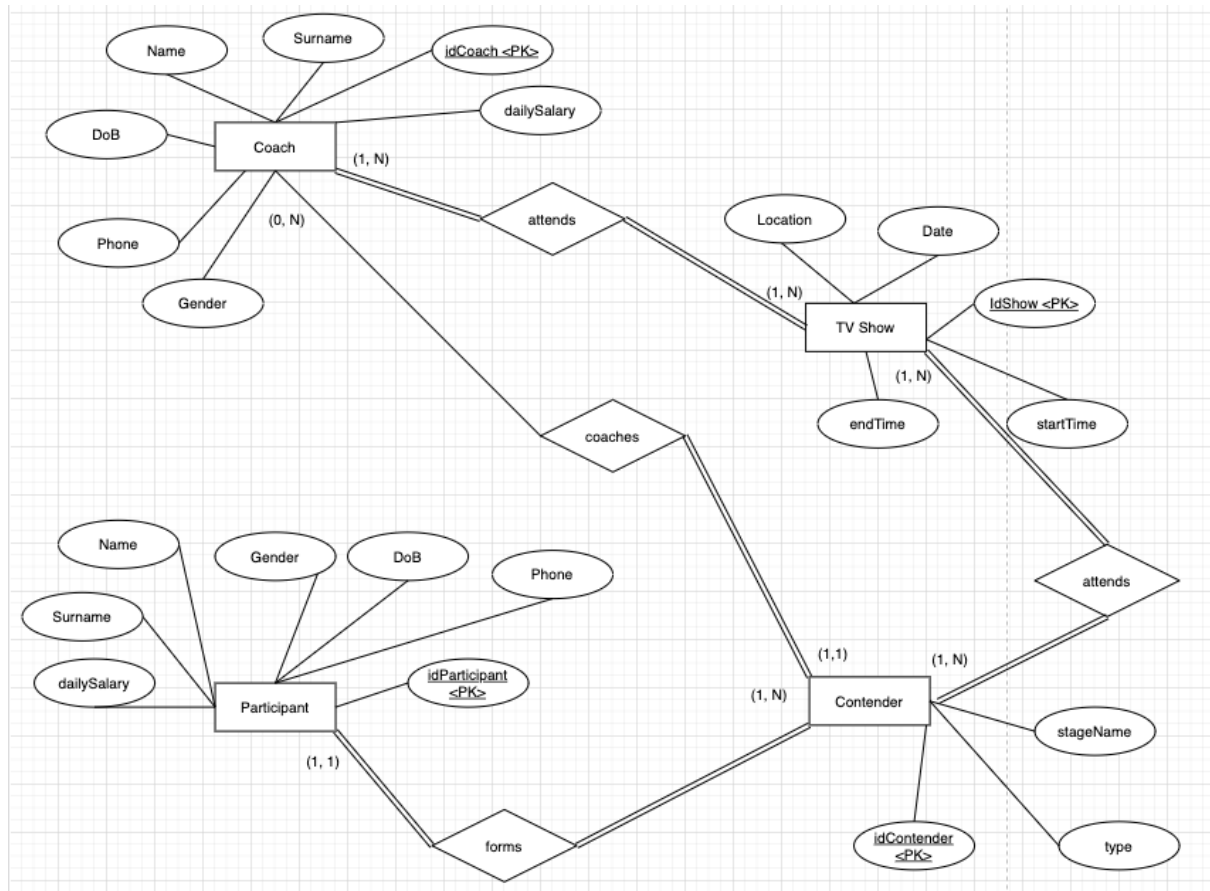 Name
Surname
idCoach <PK>
dailySalary
DoB
Coach
(1, N)
Phone
(0, N)
Gender
attends
Location
Date
(1, N)
IdShow <PK>
TV Show
(1, N)
endTime
startTime
coaches
Name
Gender
DoB
Phone
attends
Surname
dailySalary
idParticipant
<PK>
(1,1)
(1, N)
(1, N)
Participant
Contender
stageName
(1, 1)
forms
idContender
<PK>
type